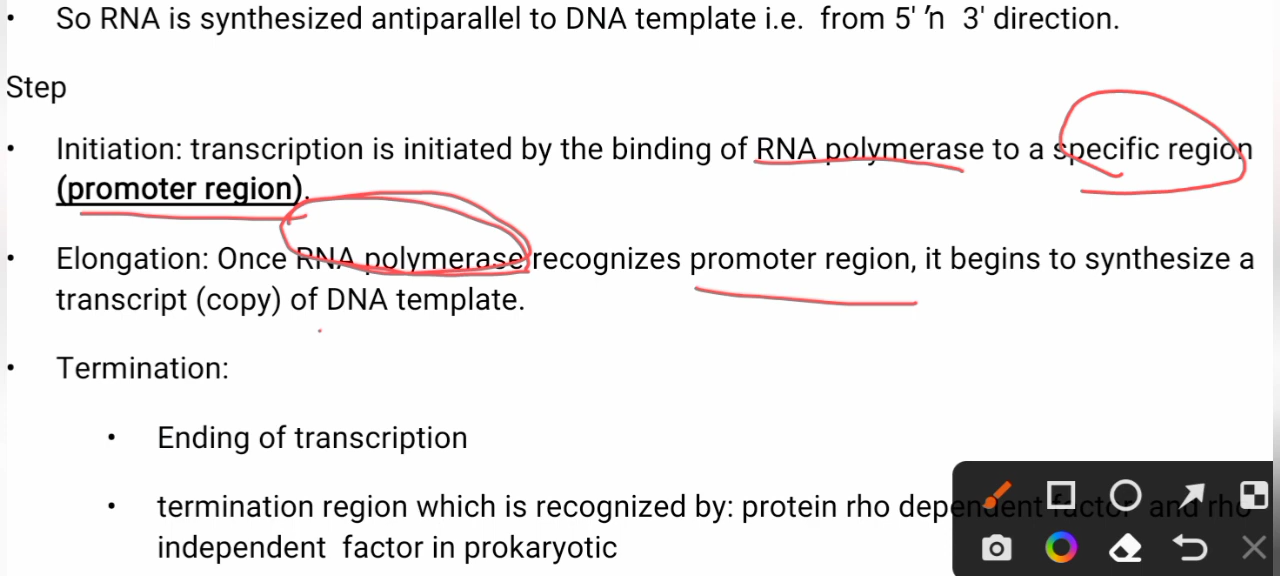 • So RNA is synthesized antiparallel to DNA template i.e. from 5' 'n 3' direction.
Step
• Initiation: transcription is initiated by the binding of RNA polymerase to a specific region
(promoter region).
• Elongation: Once RNA polymerase recognizes promoter region, it begins to synthesize a
transcript (copy) of DNA template.
• Termination:
• Ending of transcription
• termination region which is recognized by: protein rho dependent factor and rho
independent factor in prokaryotic